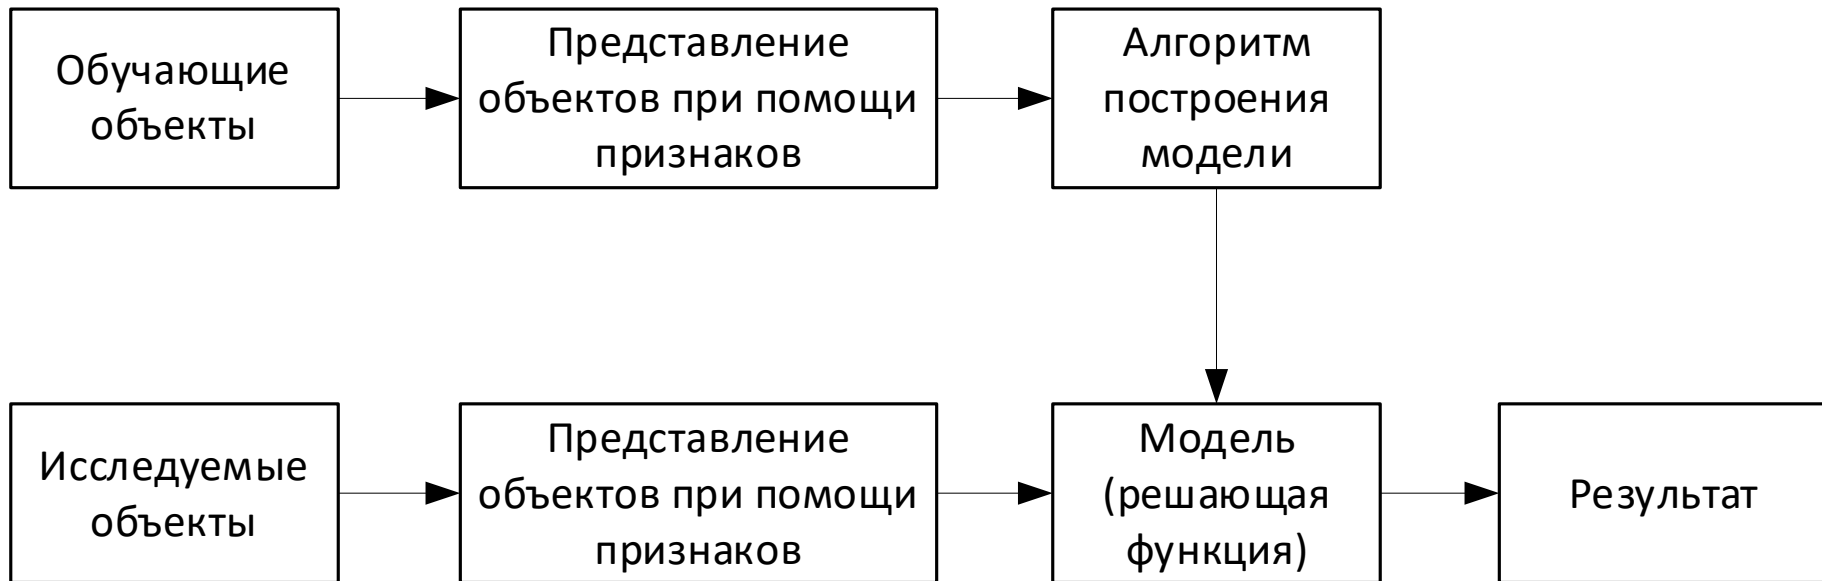 Обучающие
объекты
Представление
объектов при помощи
признаков
Алгоритм
построения
модели
Исследуемые
объекты
Представление
объектов при помощи
признаков
Модель
(решающая
функция)
Результат